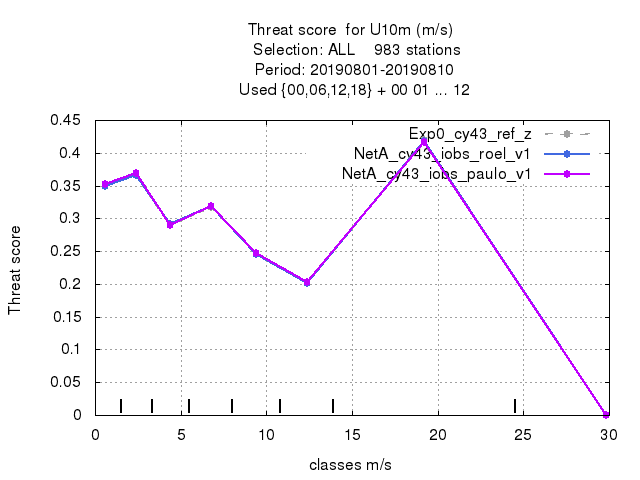 Threat score  for U10m (m/s)
Selection: ALL    983 stations
Period: 20190801-20190810
Used {00,06,12,18} + 00 01 ... 12
Exp0_cy43_ref_z
NetA_cy43_iobs_roel_v1
NetA_cy43_iobs_paulo_v1
Threat score
0.45
0.4
0.35
0.3
0.25
0.2
0.15
0.1
0.05
0
0 5 10 15 20 25 30
classes m/s